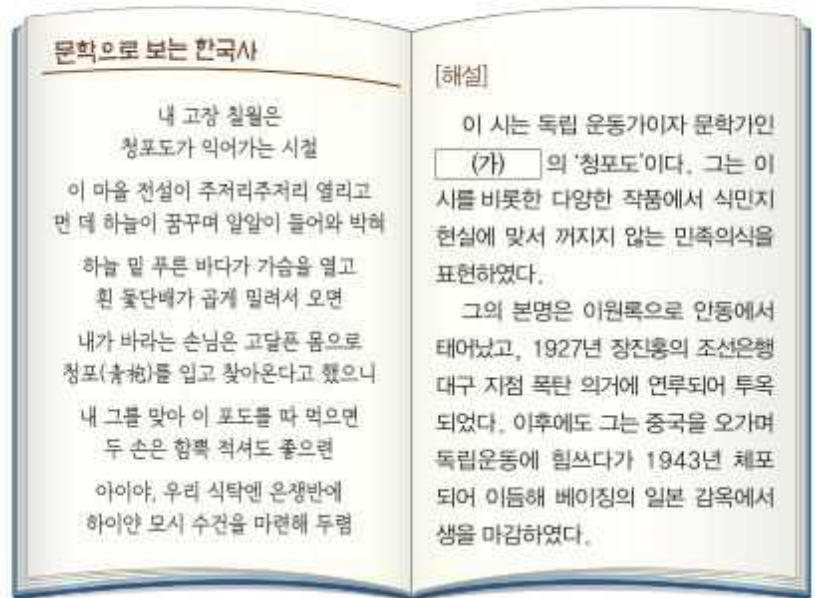 문학으로 보는 한국사
내 고장 칠월은
청포도가 익어가는 시절
이 마을 전설이 주저리주저리 열리고
먼 데 하늘이 꿈꾸며 알알이 들어와 박혀
하늘 밑 푸른 바다가 가슴을 열고
흰 돛단배가 곱게 밀려서 오면
내가 바라는 손님은 고달픈 몸으로
청포(靑袍)를 입고 찾아온다고 했으니
내 그를 맞아 이 포도를 따 먹으면
두 손은 함뿍 적셔도 좋으련
아이야, 우리 식탁엔 은쟁반에
하이얀 모시 수건을 마련해 두렴
[해설]
이 시는 독립 운동가이자 문학가인
(가) 의 '청포도'이다. 그는 이
시를 비롯한 다양한 작품에서 식민지
현실에 맞서 꺼지지 않는 민족의식을
표현하였다.
그의 본명은 이원록으로 안동에서
태어났고, 1927년 장진홍의 조선은행
대구 지점 폭탄 의거에 연루되어 투옥
되었다. 이후에도 그는 중국을 오가며
독립운동에 힘쓰다가 1943년 체포
되어 이듬해 베이징의 일본 감옥에서
생을 마감하였다.